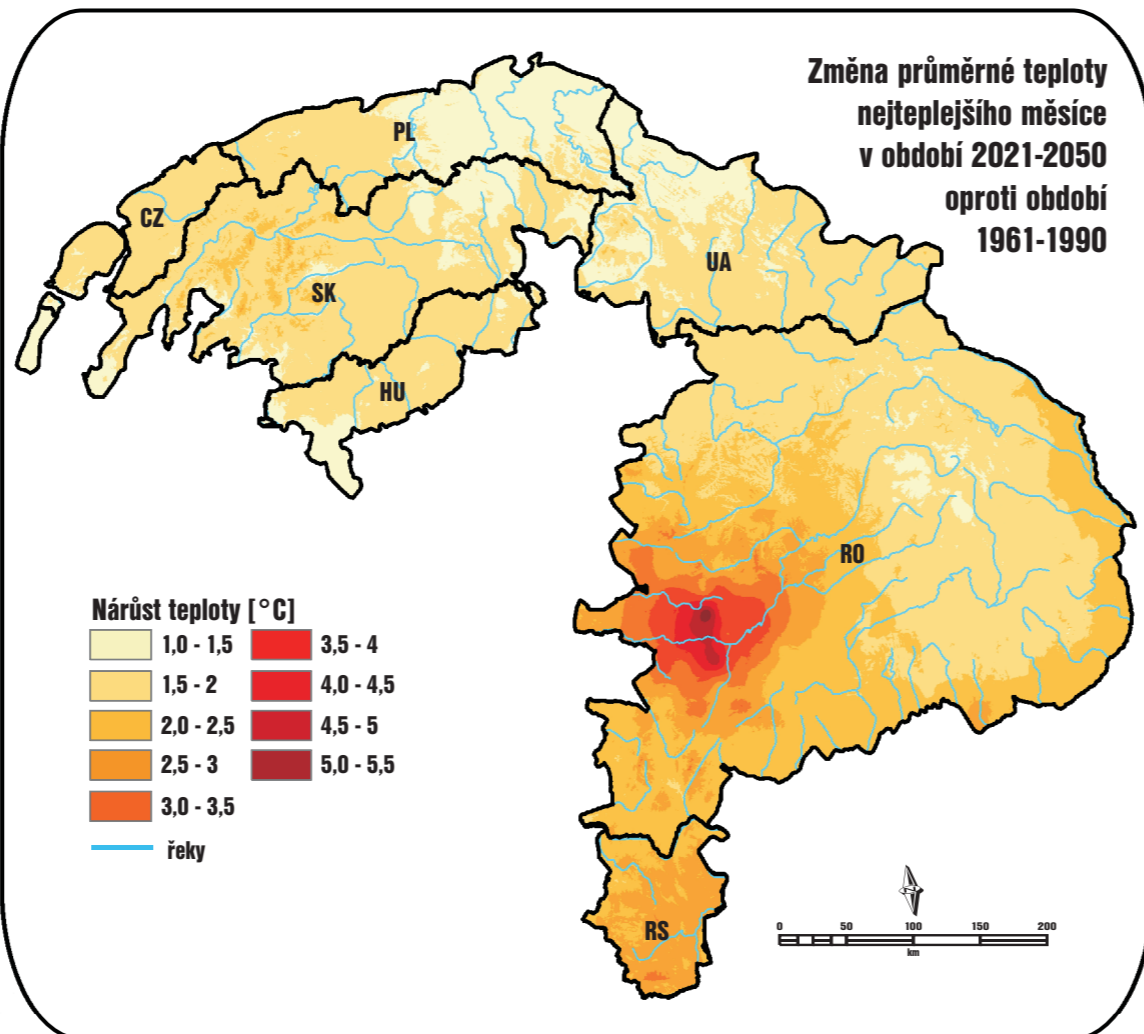 Změna průměrné teploty
nejteplejšího měsíce
v období 2021-2050
oproti období
1961-1990
PL
CZ
SK
UA
HU
RO
RS
Nárůst teploty [°C]
1,0 - 1,5
1,5 - 2
2,0 - 2,5
2,5 - 3
3,0 - 3,5
3,5 - 4
4,0 - 4,5
4,5 - 5
5,0 - 5,5
řeky
0 50 100 150 200
km